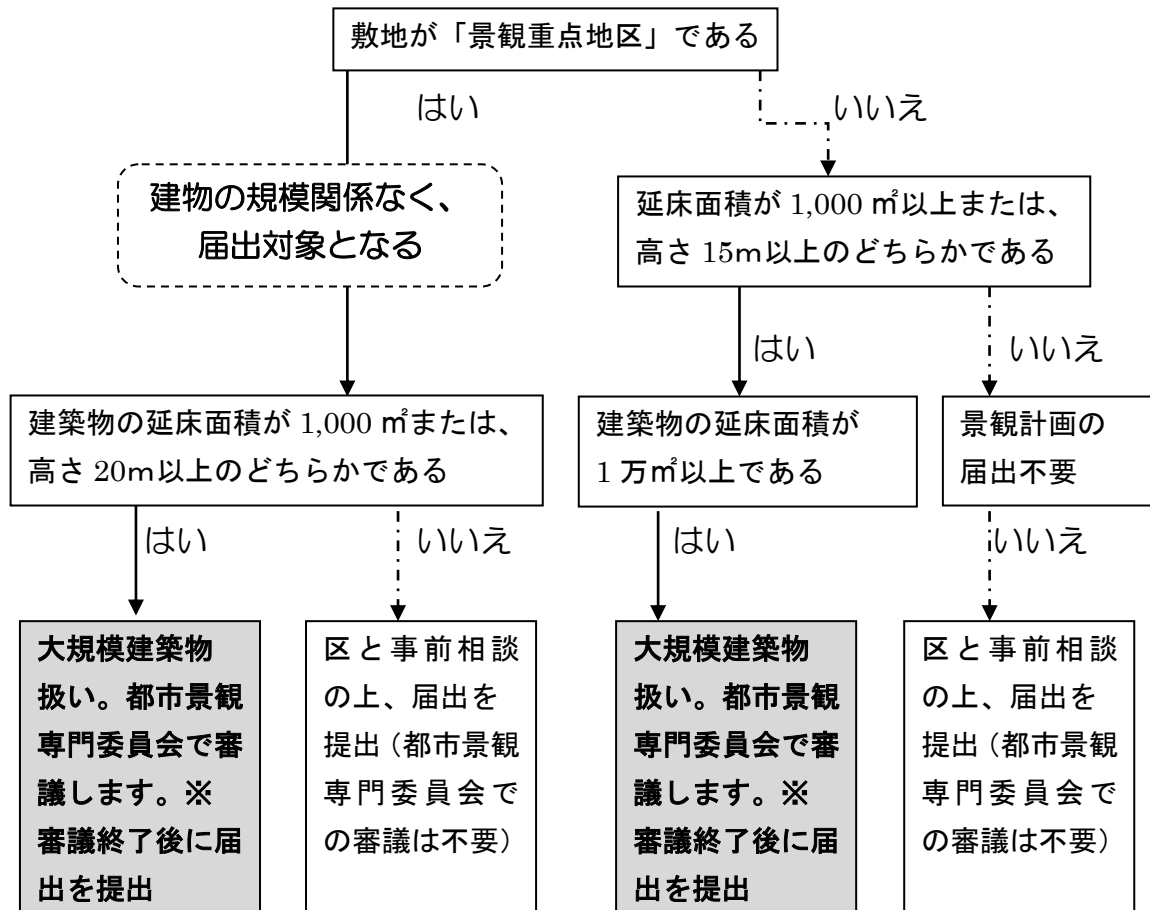 敷地が「景観重点地区」である
はい
いいえ
建物の規模関係なく、
届出対象となる
延床面積が 1,000 ㎡以上または、
高さ 15m以上のどちらかである
はい
いいえ
建築物の延床面積が 1,000 ㎡または、
高さ 20m以上のどちらかである
建築物の延床面積が
1 万㎡以上である
景観計画の
届出不要
はい
いいえ
はい
いいえ
大規模建築物
扱い。都市景観
専門委員会で審
議します。※
審議終了後に届
出を提出
区と事前相談
の上、届出を
提出（都市景観
専門委員会で
の審議は不要）
大規模建築物
扱い。都市景観
専門委員会で審
議します。※
審議終了後に届
出を提出
区と事前相談
の上、届出を
提出（都市景観
専門委員会で
の審議は不要）